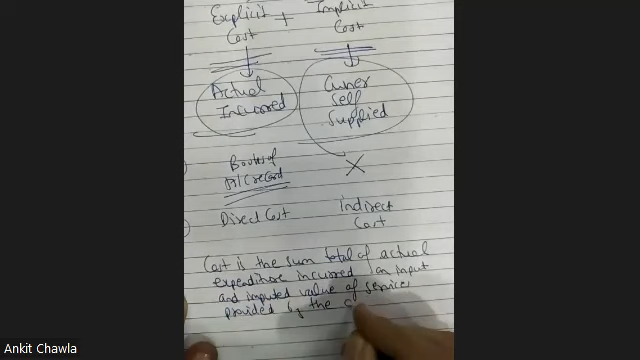 Explicit + Implicit
Cost Cost
Actual Owner
Incurred Self
Supplied
Books of
A/c record X
Direct Cost Indirect
Cost
Cost is the sum total of actual
expenditure incurred on input
and imputed value of services
provided by the
Ankit Chawla